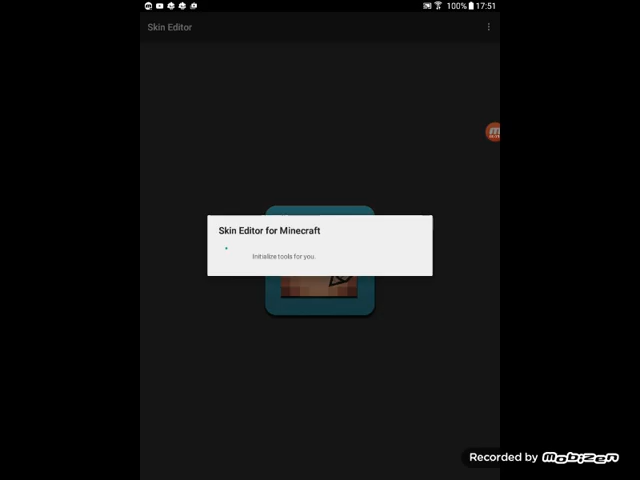 100% 17:51
Skin Editor
Skin Editor for Minecraft
Initialize tools for you.
Recorded by Mobizen